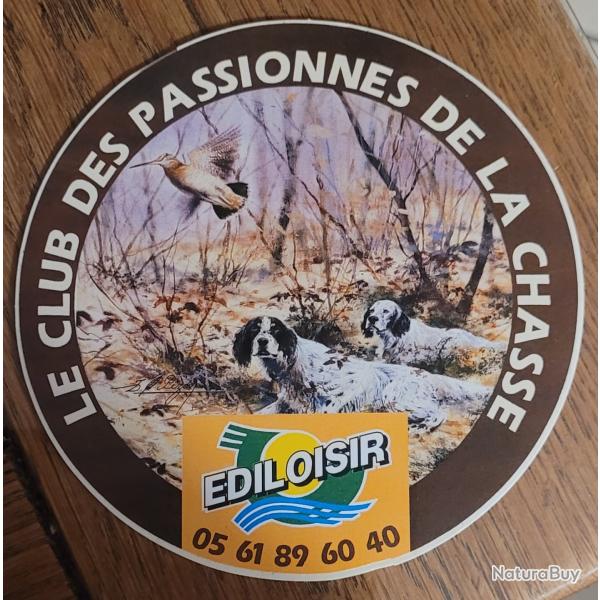 LE CLUB DES PASSIONNES DE LA CHASSE
EDILOISIR
05 61 89 60 40
NaturaBuy